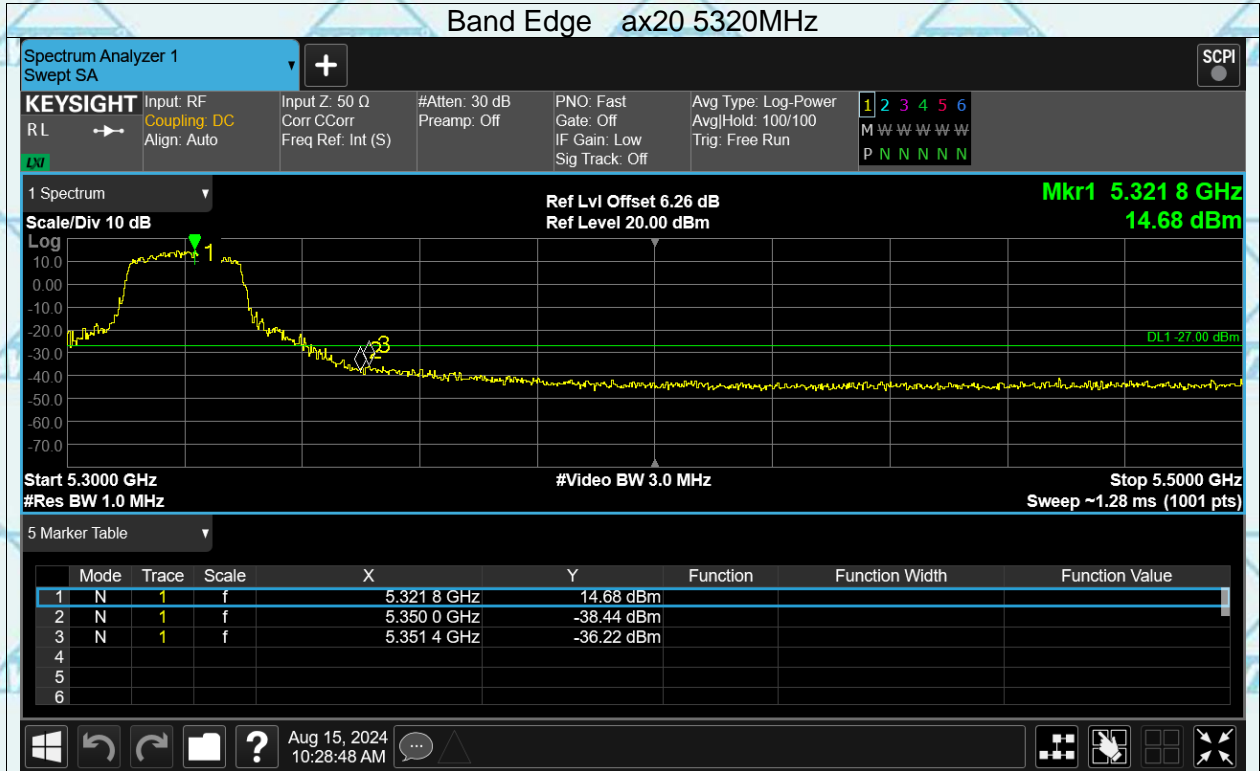 Band Edge ax20 5320MHz
Spectrum Analyzer 1
Swept SA
+
SCPI
KEYSIGHT
RL
LXI
Input: RF
Coupling: DC
Align: Auto
Input Z: 50 Ω
Corr CCorr
Freq Ref: Int (S)
#Atten: 30 dB
Preamp: Off
PNO: Fast
Gate: Off
IF Gain: Low
Sig Track: Off
Avg Type: Log-Power
Avg|Hold: 100/100
Trig: Free Run
1 2 3 4 5 6
M W W W W W
P N N N N N
1 Spectrum
Scale/Div 10 dB
Ref Lvl Offset 6.26 dB
Ref Level 20.00 dBm
Mkr1 5.321 8 GHz
14.68 dBm
Log
10.0
0.00
-10.0
-20.0
-30.0
-40.0
-50.0
-60.0
-70.0
1
2
3
DL1 -27.00 dBm
Start 5.3000 GHz
#Video BW 3.0 MHz
Stop 5.5000 GHz
#Res BW 1.0 MHz
Sweep ~1.28 ms (1001 pts)
5 Marker Table
Mode Trace Scale X Y Function Function Width Function Value
1 N 1 f 5.321 8 GHz 14.68 dBm
2 N 1 f 5.350 0 GHz -38.44 dBm
3 N 1 f 5.351 4 GHz -36.22 dBm
4
5
6
?
Aug 15, 2024
10:28:48 AM